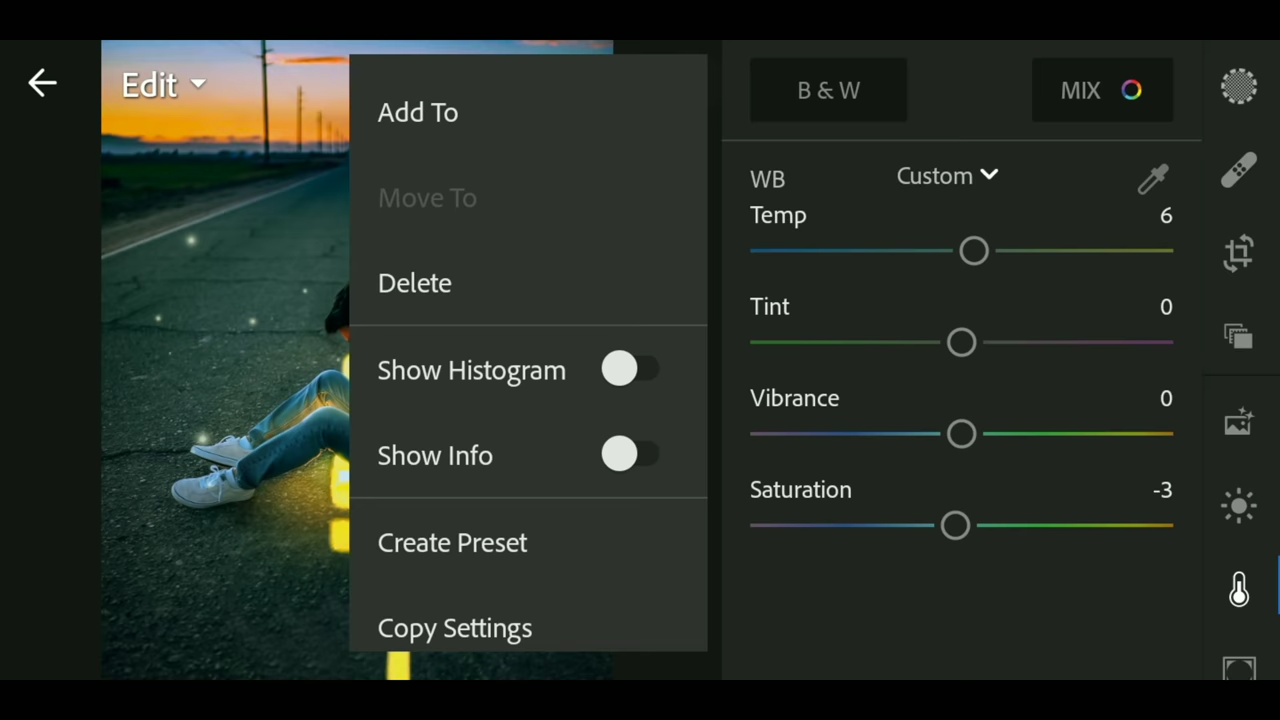 Edit
Add To
Move To
Delete
Show Histogram
Show Info
Create Preset
Copy Settings
B & W
MIX
WB
Custom
Temp
6
Tint
0
Vibrance
0
Saturation
-3